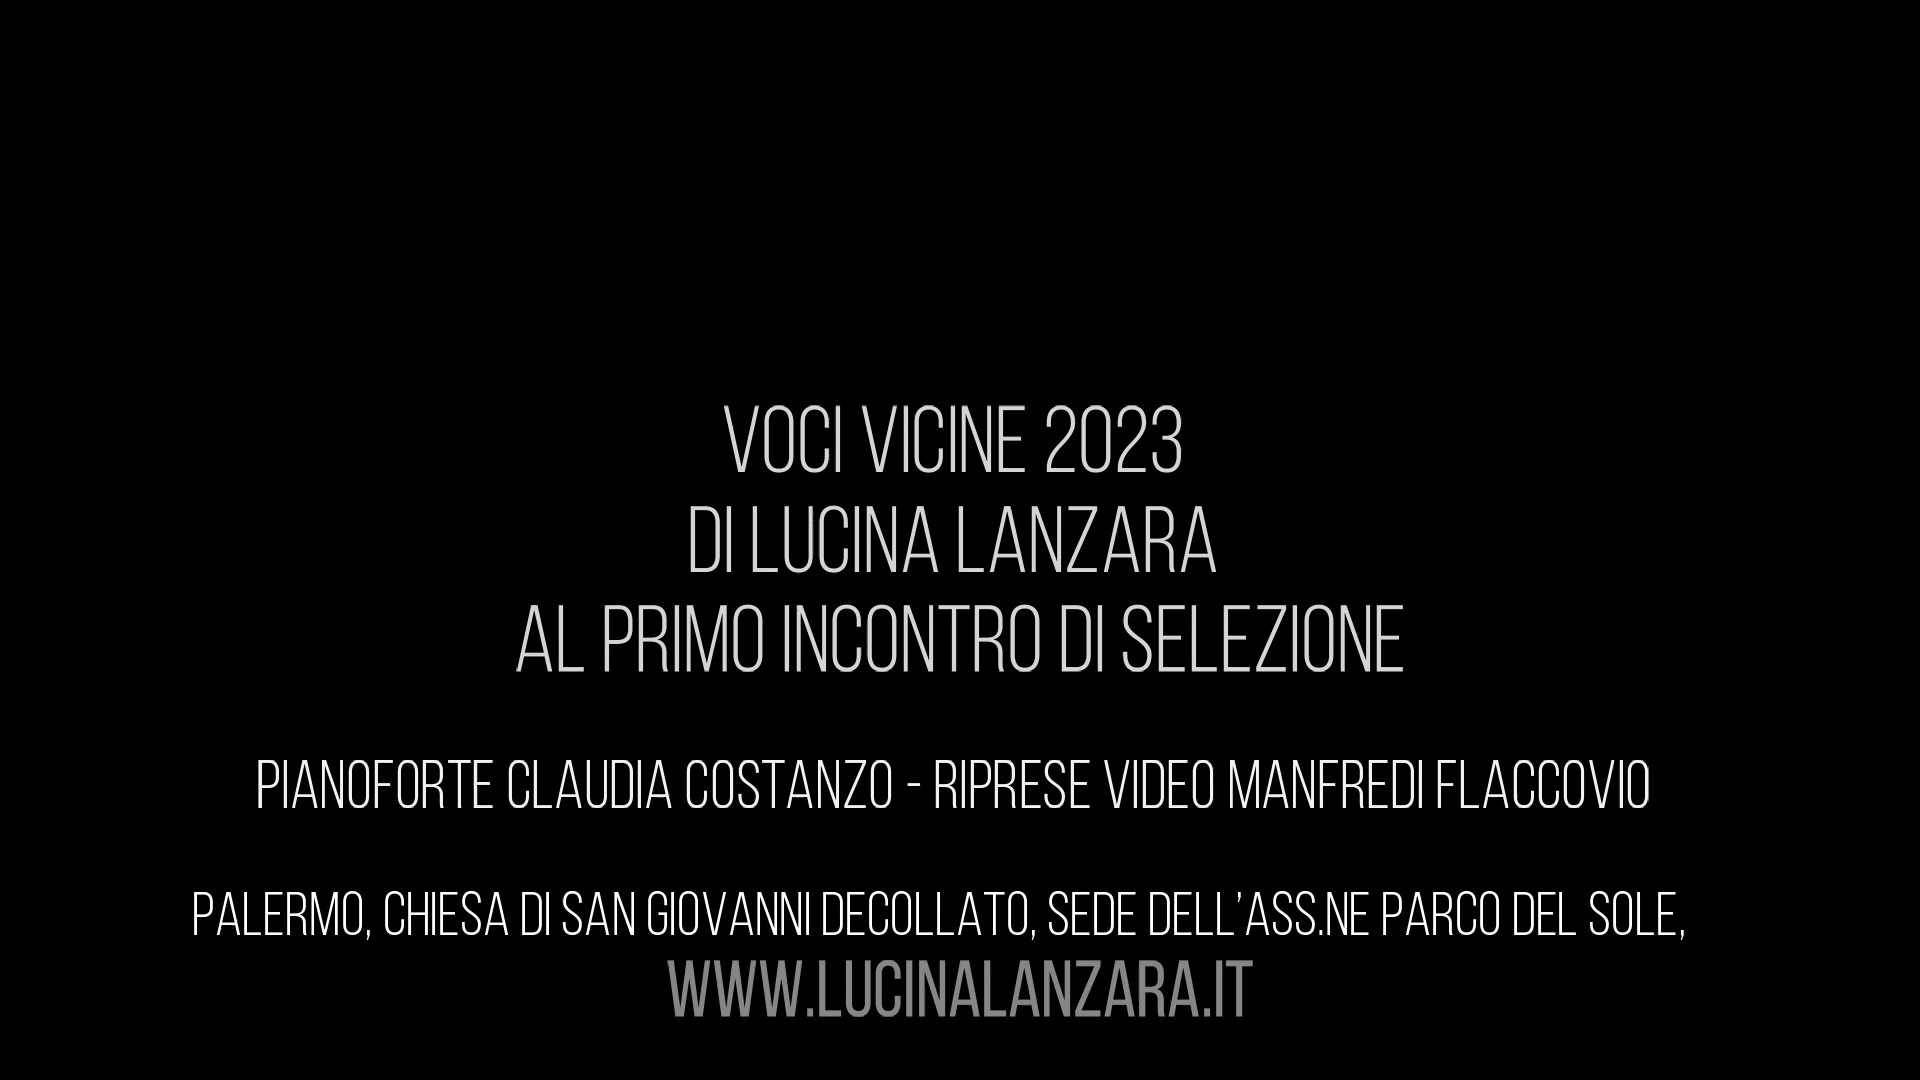 VOCI VICINE 2023
DI LUCINA LANZARA
AL PRIMO INCONTRO DI SELEZIONE
PIANOFORTE CLAUDIA COSTANZO - RIPRESE VIDEO MANFREDI FLACCOVIO
PALERMO, CHIESA DI SAN GIOVANNI DECOLLATO, SEDE DELL’ASS.NE PARCO DEL SOLE,
WWW.LUCINALANZARA.IT